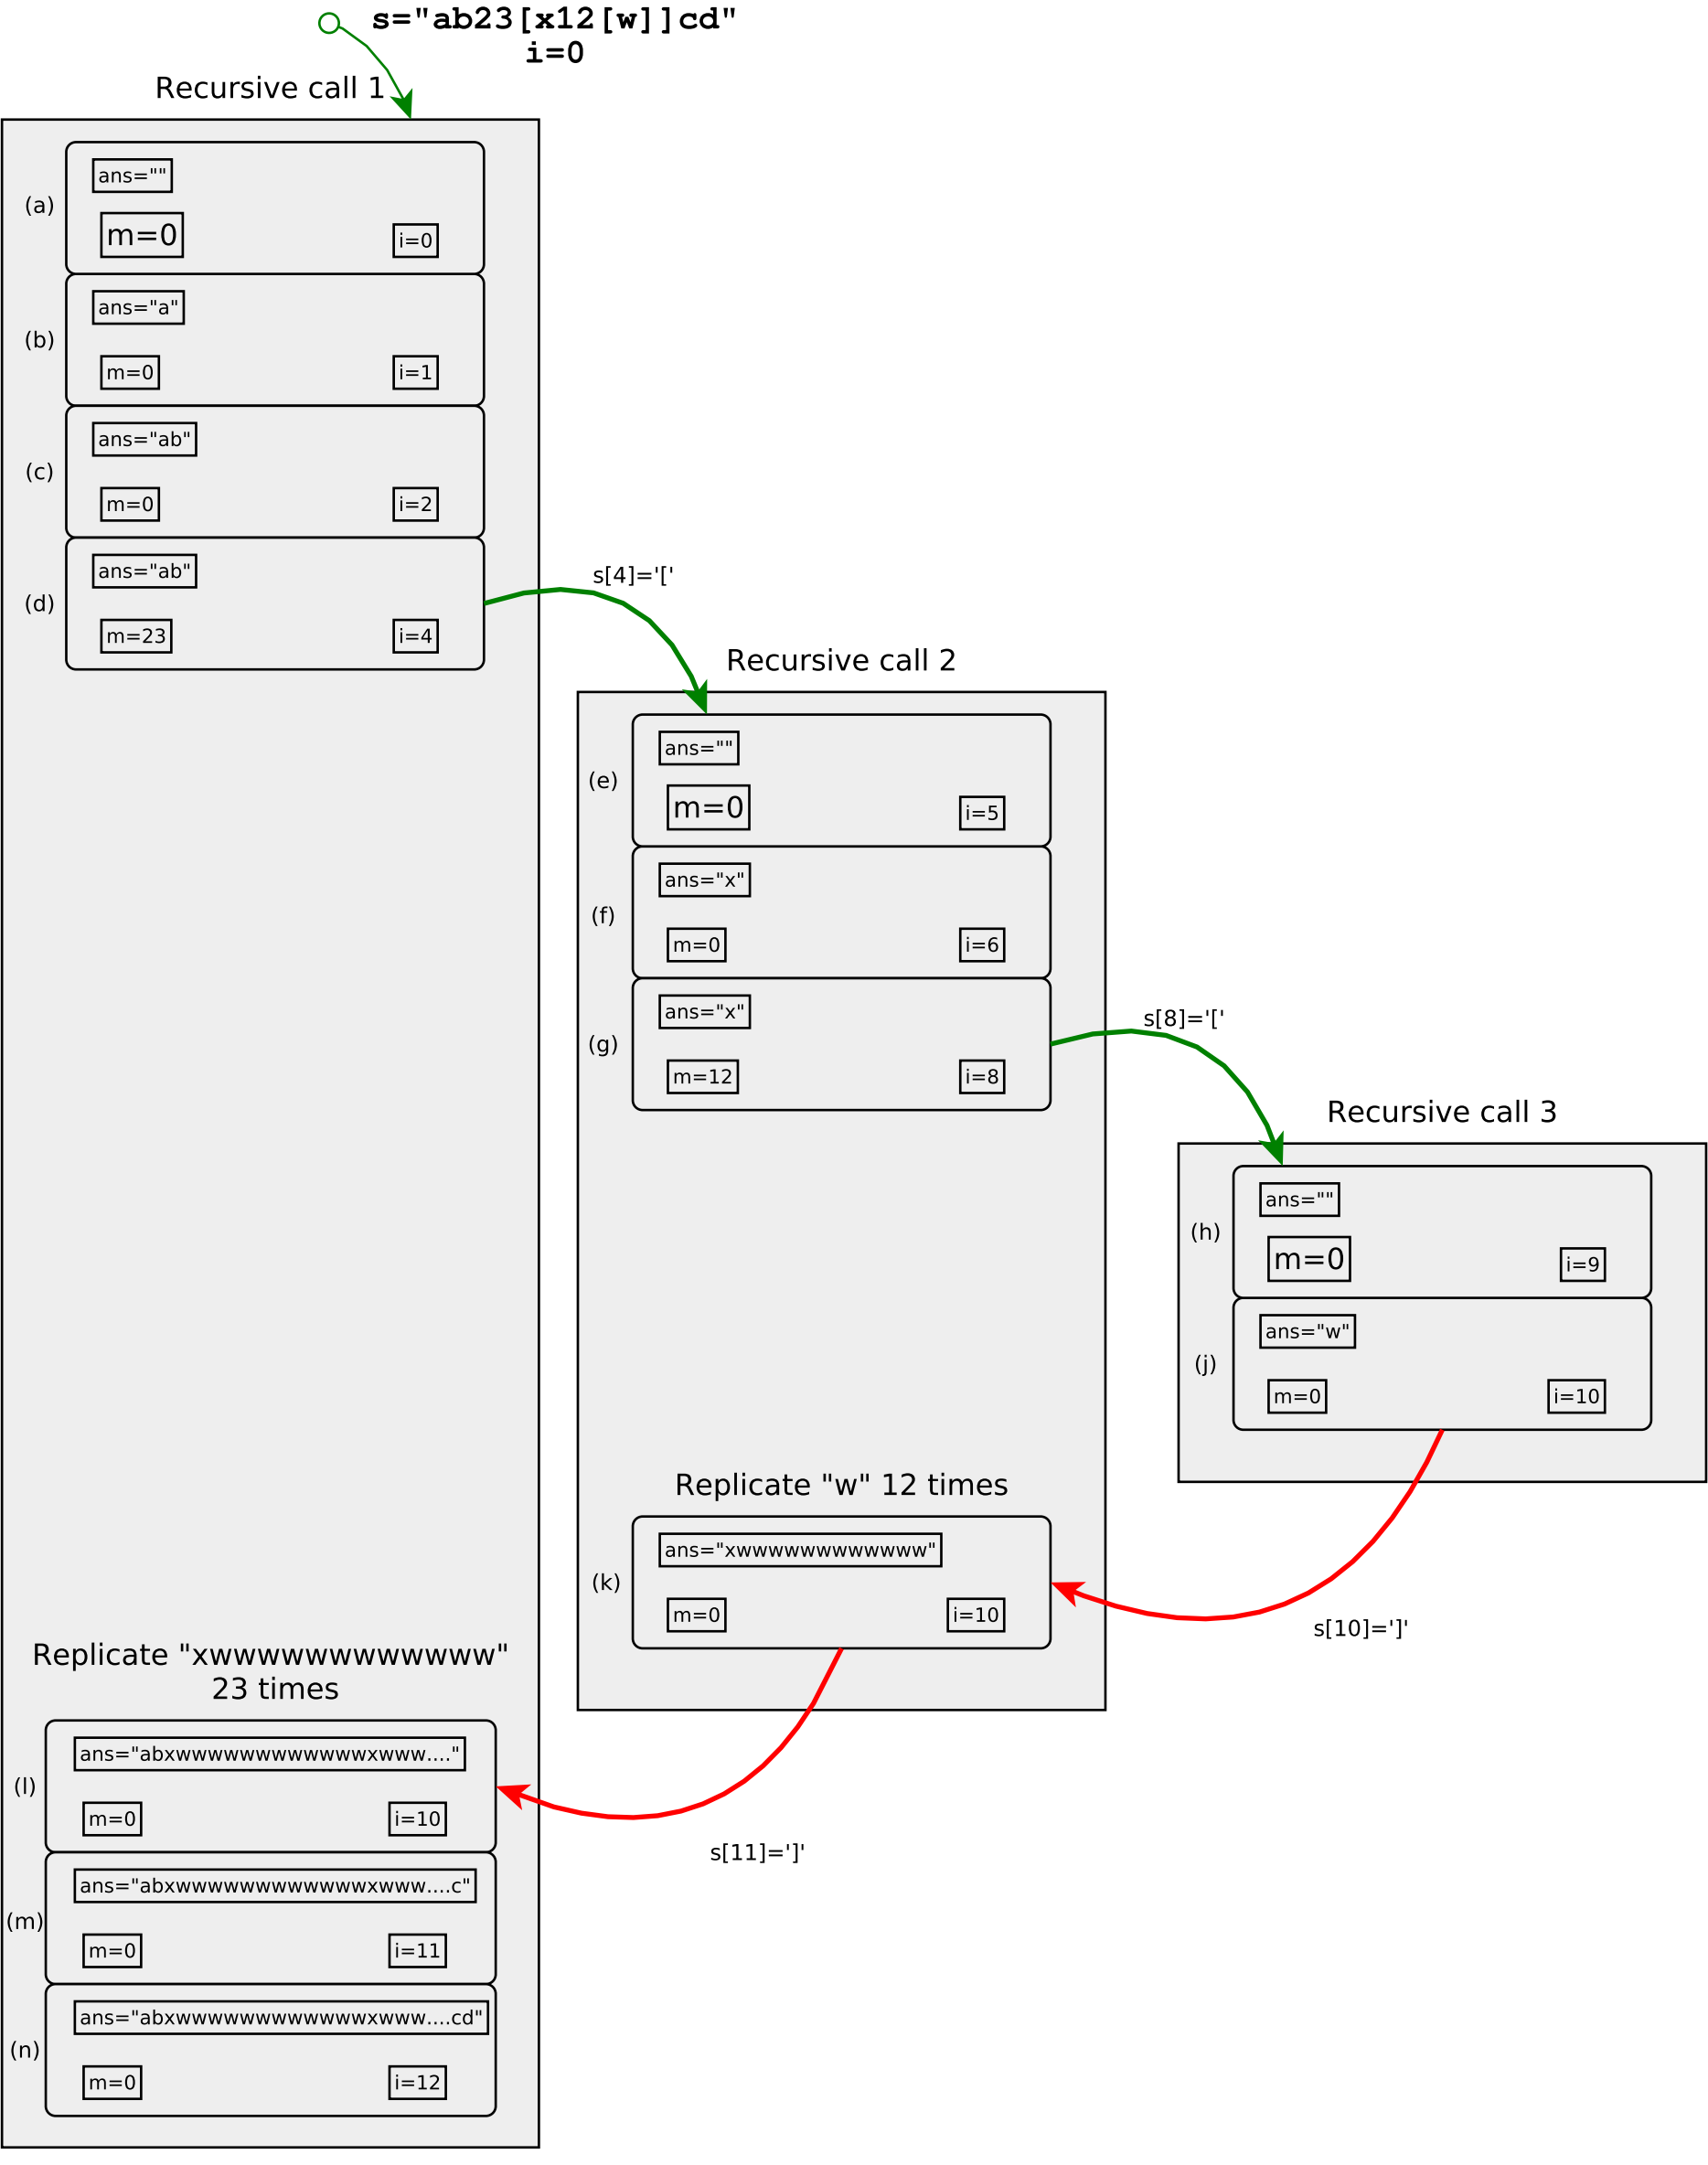 s="ab23[x12[w]]cd"
i=0
Recursive call 1
(a)
ans=""
m=0
i=0
(b)
ans="a"
m=0
i=1
(c)
ans="ab"
m=0
i=2
(d)
ans="ab"
m=23
i=4
s[4]='['
Recursive call 2
(e)
ans=""
m=0
i=5
(f)
ans="x"
m=0
i=6
(g)
ans="x"
m=12
i=8
s[8]='['
Recursive call 3
(h)
ans=""
m=0
i=9
(j)
ans="w"
m=0
i=10
s[10]=']'
Replicate "w" 12 times
(k)
ans="xwwwwwwwwwwww"
m=0
i=10
s[11]=']'
Replicate "xwwwwwwwwwwww"
23 times
(l)
ans="abxwwwwwwwwwwwwxwww...."
m=0
i=10
(m)
ans="abxwwwwwwwwwwwwxwww....c"
m=0
i=11
(n)
ans="abxwwwwwwwwwwwwxwww....cd"
m=0
i=12